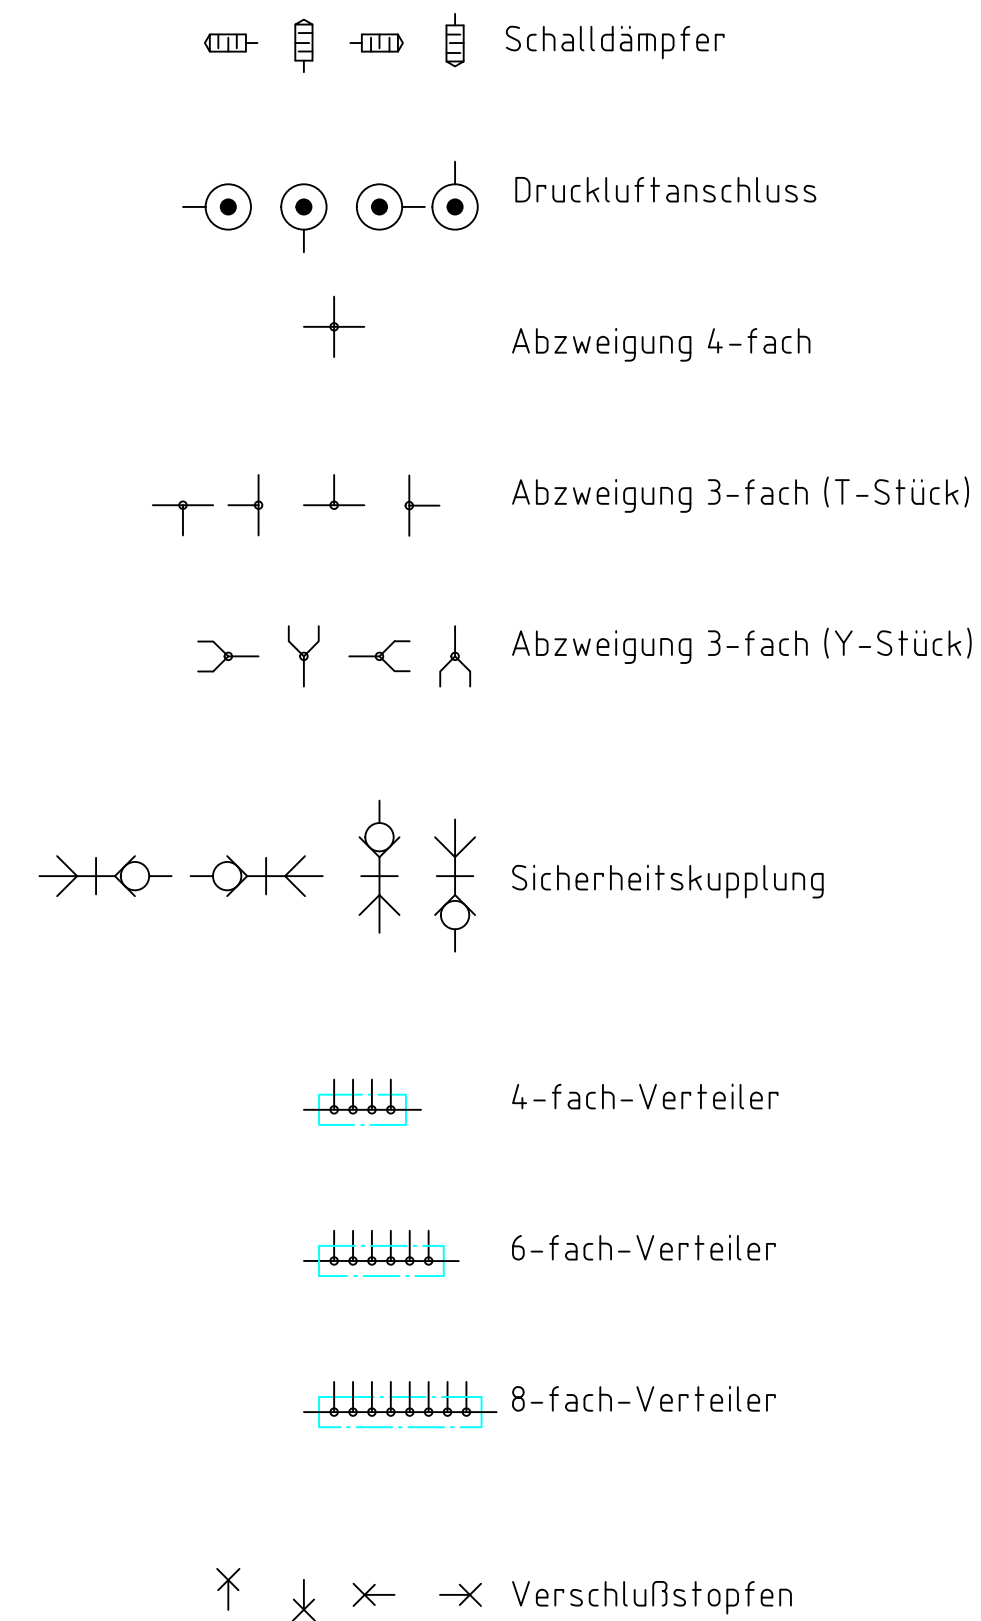 Schalldämpfer
Druckluftanschluss
Abzweigung 4-fach
Abzweigung 3-fach (T-Stück)
Abzweigung 3-fach (Y-Stück)
Sicherheitskupplung
4-fach-Verteiler
6-fach-Verteiler
8-fach-Verteiler
Verschlußstopfen